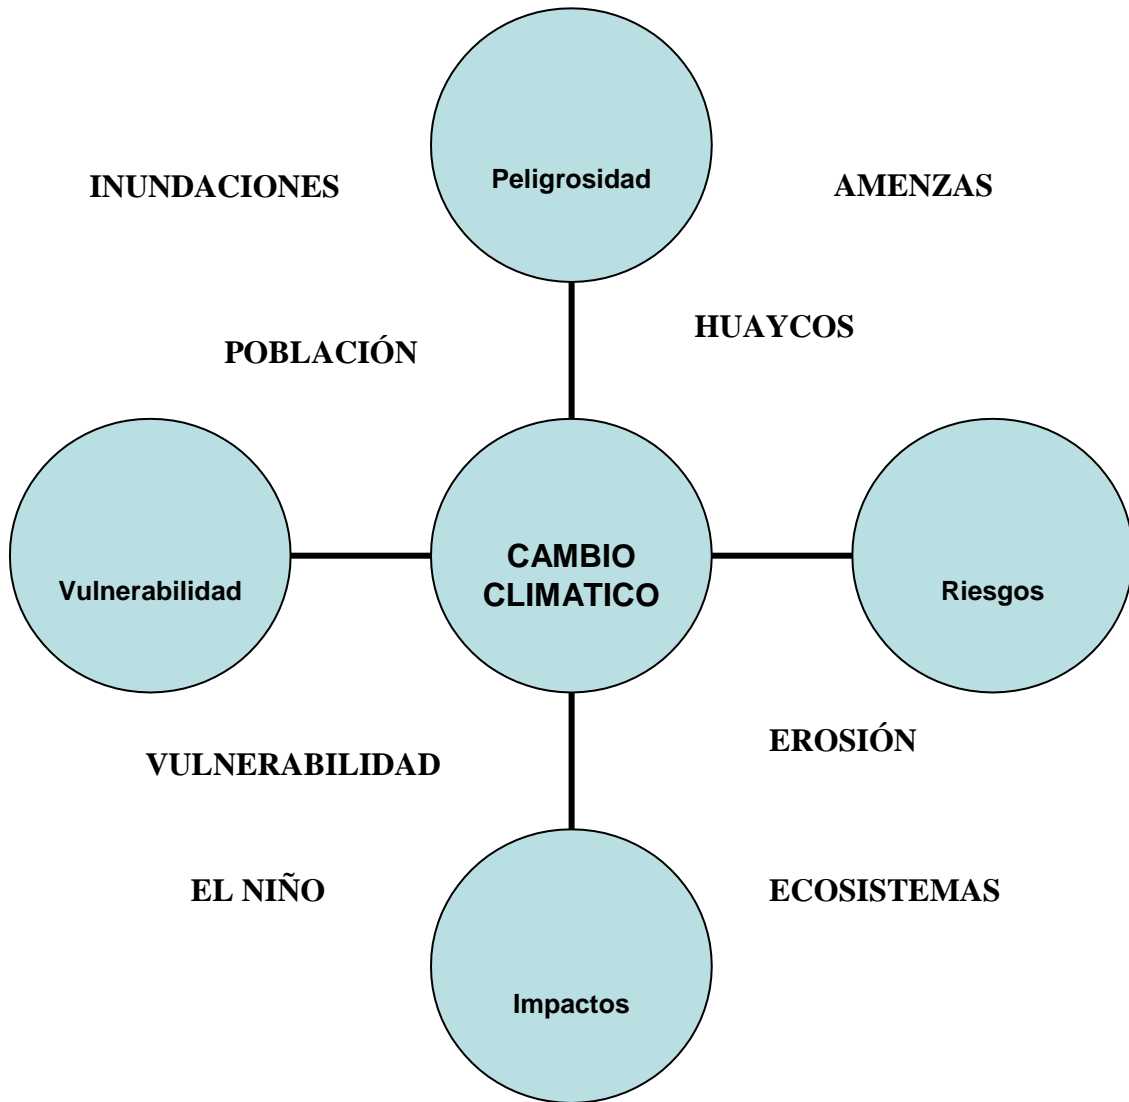 Peligrosidad
INUNDACIONES
AMENZAS
HUAYCOS
POBLACIÓN
CAMBIO
CLIMATICO
Vulnerabilidad
Riesgos
EROSIÓN
VULNERABILIDAD
EL NIÑO
ECOSISTEMAS
Impactos